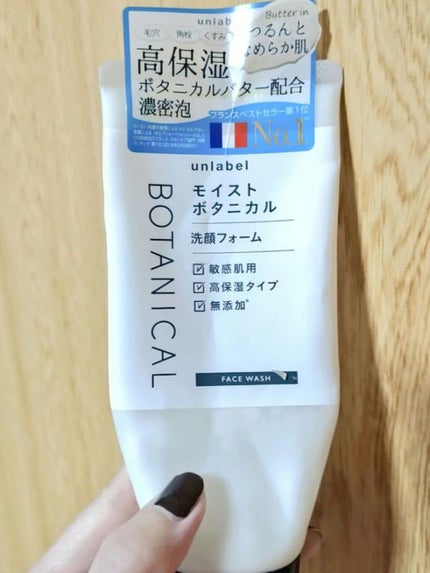 unlabel
Butter in
毛穴 角栓 くすみ
つるんと
なめらか肌
高保湿
ボタニカルバター配合
濃密泡
フランスベストセラー第1位
No.1
unlabel
BOTANICAL
モイスト
ボタニカル
洗顔フォーム
敏感肌用
高保湿タイプ
無添加*
FACE WASH